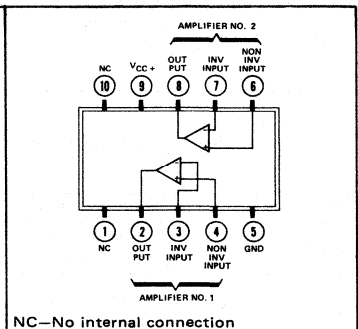 AMPLIFIER NO. 2
NC
VCC+
OUT
PUT
INV
INPUT
NON
INV
INPUT
10
9
8
7
6
1
2
3
4
5
NC
OUT
PUT
INV
INPUT
NON
INV
INPUT
GND
AMPLIFIER NO. 1
NC—No internal connection